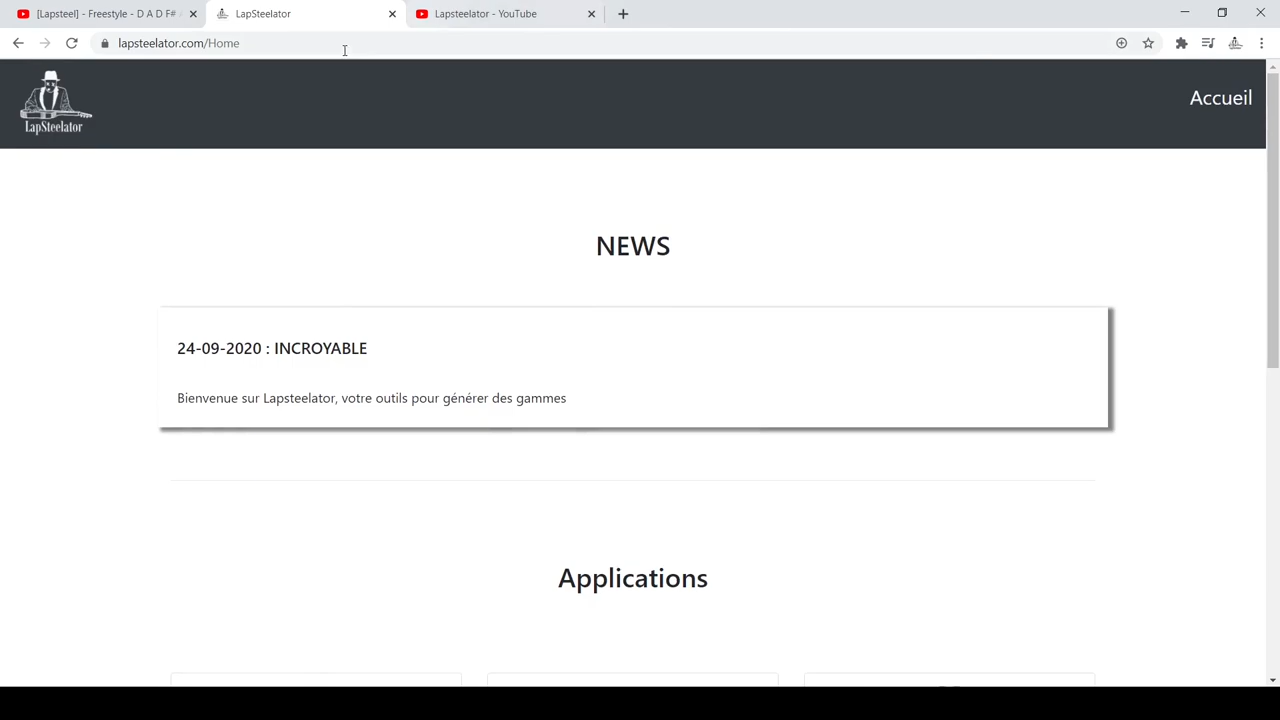 [Lapsteel] - Freestyle - D A D F#
LapSteelator
Lapsteelator - YouTube
lapsteelator.com/Home
LapSteelator
Accueil
NEWS
24-09-2020 : INCROYABLE
Bienvenue sur Lapsteelator, votre outils pour générer des gammes
Applications